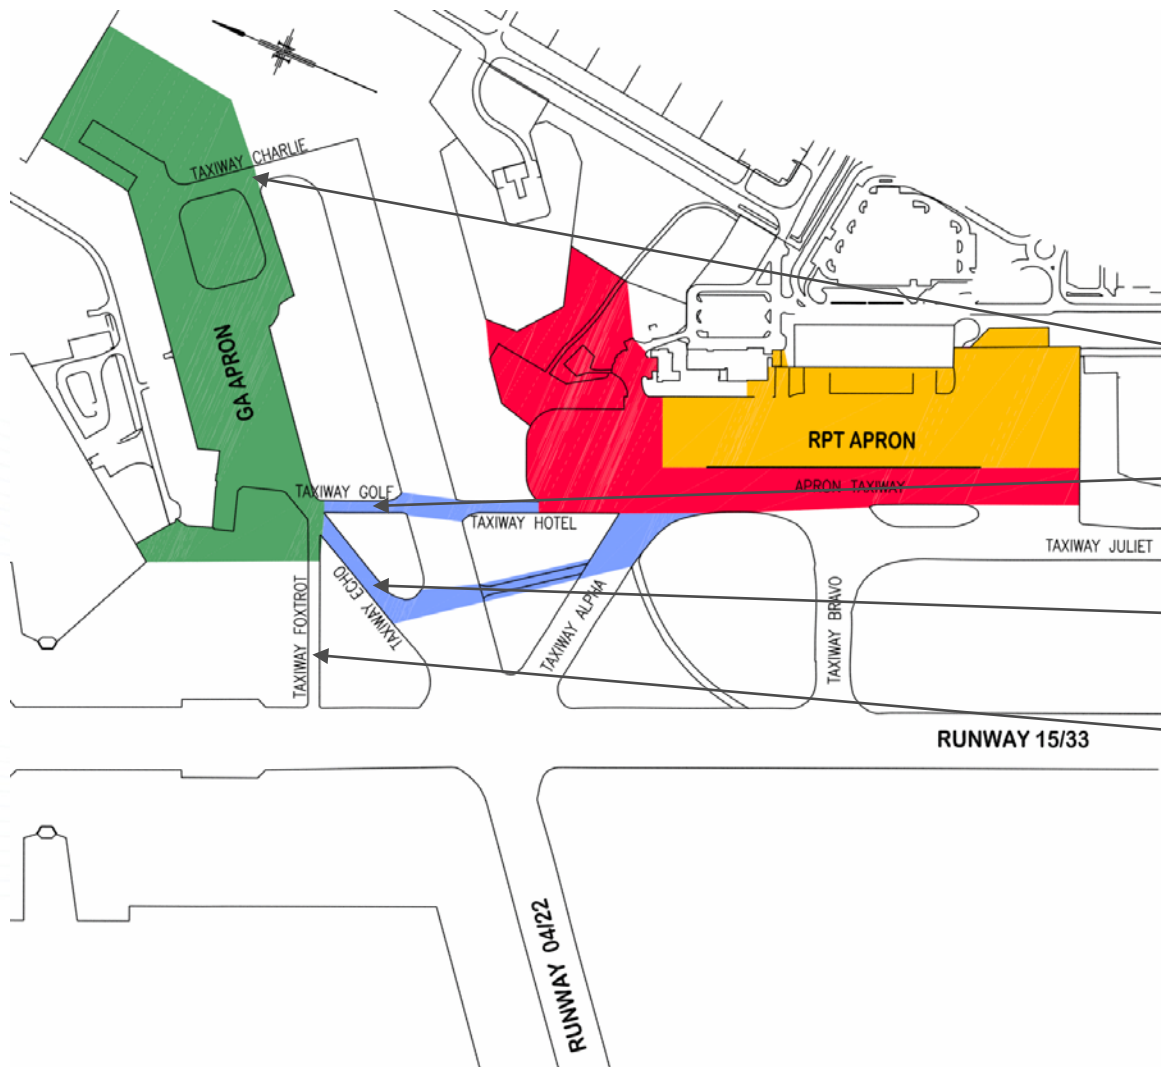 TAXIWAY CHARLIE
GA APRON
RPT APRON
APRON TAXIWAY
TAXIWAY GOLF
TAXIWAY HOTEL
TAXIWAY JULIET
TAXIWAY FOXTROT
TAXIWAY ECHO
TAXIWAY ALPHA
TAXIWAY BRAVO
RUNWAY 15/33
RUNWAY 04/22